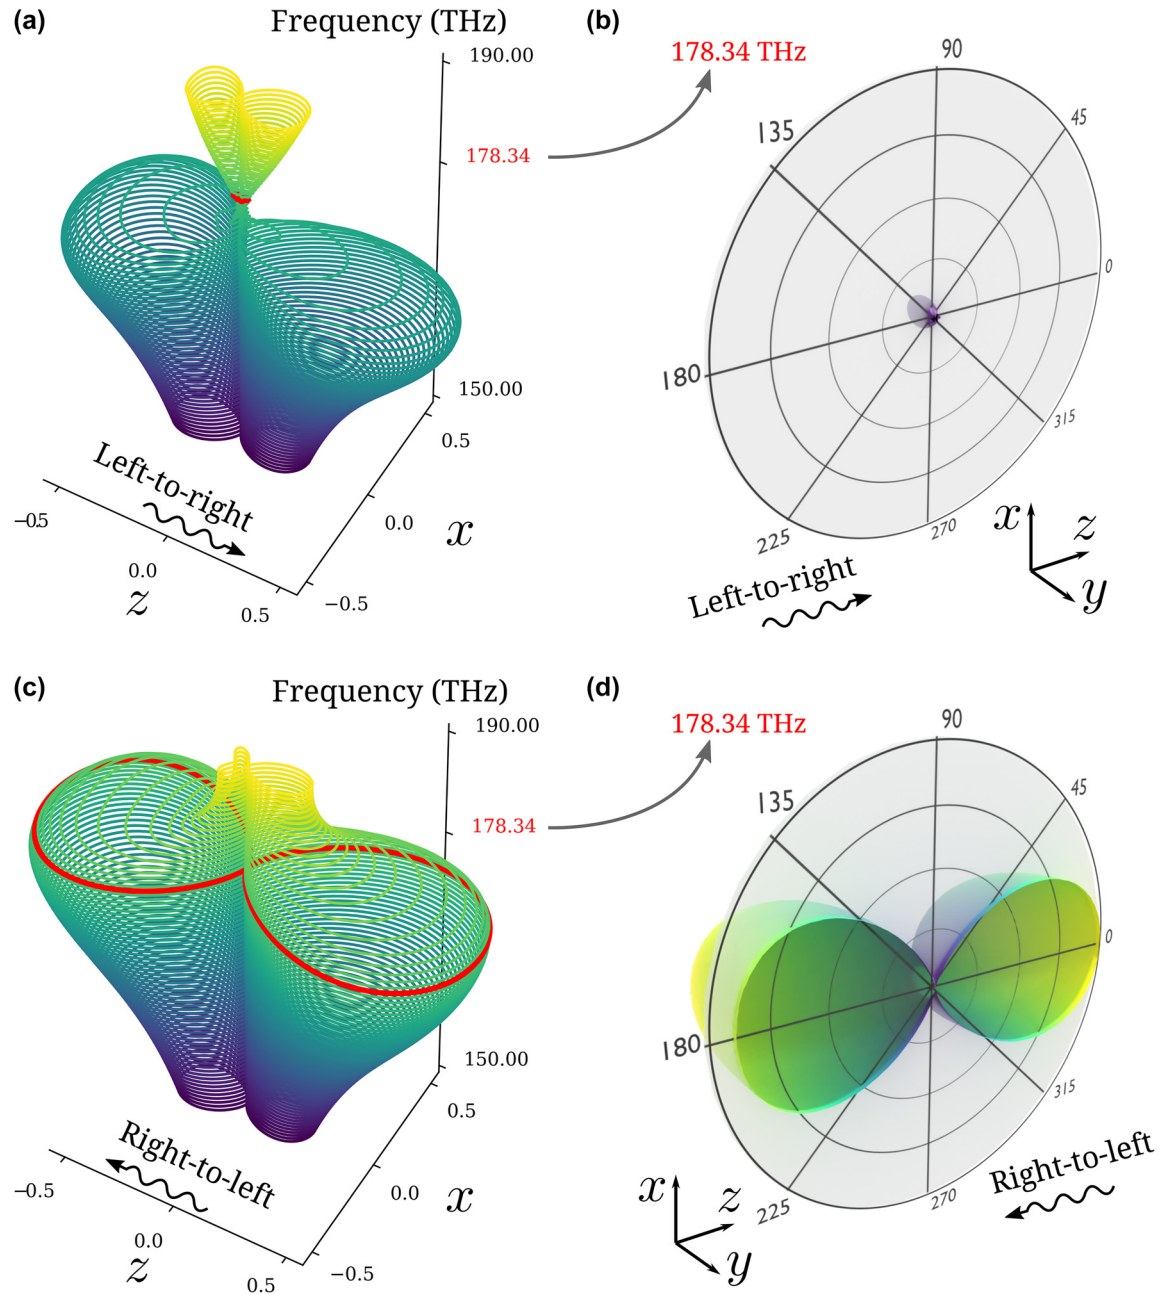 (a)
Frequency (THz)
190.00
178.34
150.00
0.5
0.0
−0.5
x
Left-to-right
−0.5
0.0
0.5
z
(b)
178.34 THz
90
45
135
0
180
315
270
225
Left-to-right
x
z
y
(c)
Frequency (THz)
190.00
178.34
150.00
0.5
0.0
−0.5
x
Right-to-left
−0.5
0.0
0.5
z
(d)
178.34 THz
90
45
135
0
180
315
270
225
Right-to-left
x
z
y